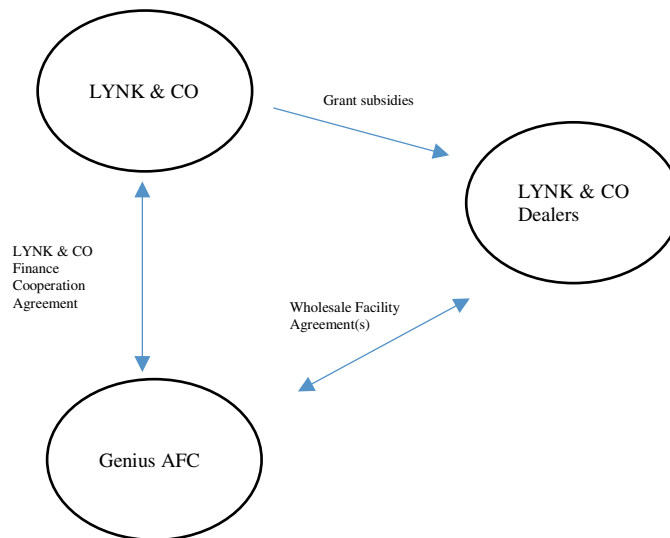 LYNK & CO
Grant subsidies
LYNK & CO
Dealers
LYNK & CO
Finance
Cooperation
Agreement
Wholesale Facility
Agreement(s)
Genius AFC